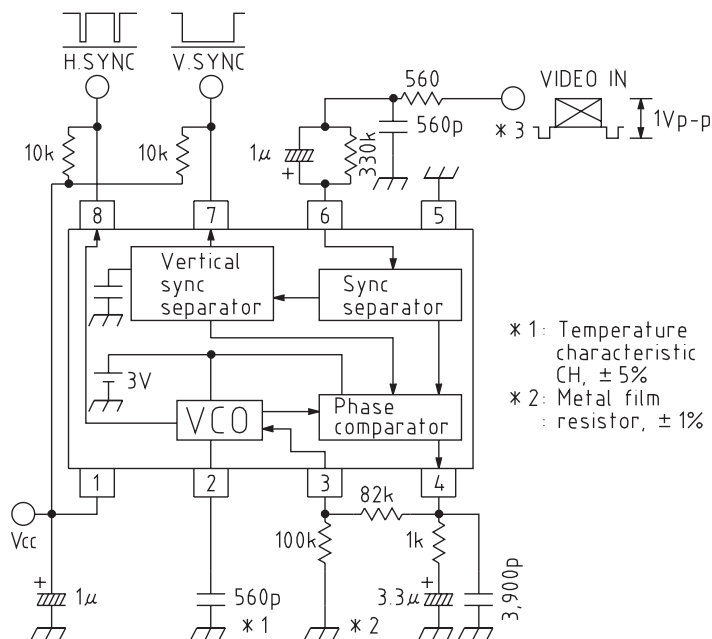 H.SYNC V.SYNC
560 VIDEO IN
10k 10k 1μ + 330k 560p *3 1Vp-p
8 7 6 5
Vertical
sync
separator
Sync
separator
3V
VCO
Phase
comparator
*1: Temperature
characteristic
CH, ±5%
*2: Metal film
: resistor, ±1%
1 2 3 4
Vcc
82k
100k 1k
+ 1μ 560p 3.3μ + 3,900p
*1 *2